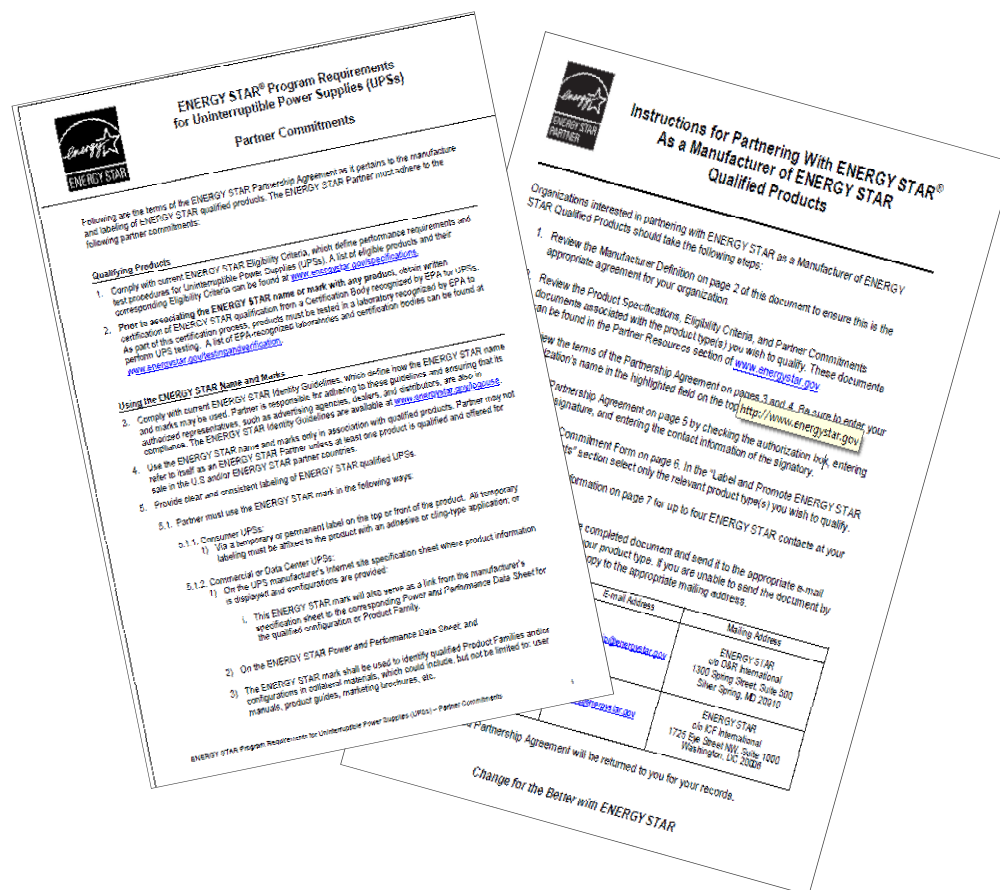 energy
ENERGY STAR
ENERGY STAR® Program Requirements
for Uninterruptible Power Supplies (UPSs)
Partner Commitments
Following are the terms of the ENERGY STAR Partnership Agreement as it pertains to the manufacture
and labeling of ENERGY STAR qualified products. The ENERGY STAR Partner must adhere to the
following partner commitments:
Qualifying Products
1. Comply with current ENERGY STAR Eligibility Criteria, which define performance requirements and
test procedures for Uninterruptible Power Supplies (UPSs). A list of eligible products and their
corresponding Eligibility Criteria can be found at www.energystar.gov/specifications.
2. Prior to associating the ENERGY STAR name or mark with any product, obtain written
certification of ENERGY STAR qualification from a Certification Body recognized by EPA for UPSs.
As part of this certification process, products must be tested in a laboratory recognized by EPA to
perform UPS testing. A list of EPA-recognized laboratories and certification bodies can be found at
www.energystar.gov/testingandverification.
Using the ENERGY STAR Name and Marks
3. Comply with current ENERGY STAR Identity Guidelines, which define how the ENERGY STAR name
and marks may be used. Partner is responsible for adhering to these guidelines and ensuring that its
authorized representatives, such as advertising agencies, dealers, and distributors, are also in
compliance. The ENERGY STAR Identity Guidelines are available at www.energystar.gov/logouse.
4. Use the ENERGY STAR name and marks only in association with qualified products. Partner may not
refer to itself as an ENERGY STAR Partner unless at least one product is qualified and offered for
sale in the U.S and/or ENERGY STAR partner countries.
5. Provide clear and consistent labeling of ENERGY STAR qualified UPSs.
5.1. Partner must use the ENERGY STAR mark in the following ways:
5.1.1. Consumer UPSs:
1) Via a temporary or permanent label on the top or front of the product. All temporary
labeling must be affixed to the product with an adhesive or cling-type application; or
5.1.2. Commercial or Data Center UPSs:
1) On the UPS manufacturer's Internet site specification sheet where product information
is displayed and configurations are provided:
i. This ENERGY STAR mark will also serve as a link from the manufacturer's
specification sheet to the corresponding Power and Performance Data Sheet for
the qualified configuration or Product Family.
2) On the ENERGY STAR Power and Performance Data Sheet; and
3) The ENERGY STAR mark shall be used to identify qualified Product Families and/or
configurations in collateral materials, which could include, but not be limited to: user
manuals, product guides, marketing brochures, etc.
ENERGY STAR Program Requirements for Uninterruptible Power Supplies (UPSs) – Partner Commitments
energy
ENERGY STAR
PARTNER
Instructions for Partnering With ENERGY STAR®
As a Manufacturer of ENERGY STAR
Qualified Products
Organizations interested in partnering with ENERGY STAR as a Manufacturer of ENERGY
STAR Qualified Products should take the following steps:
1. Review the Manufacturer Definition on page 2 of this document to ensure this is the
appropriate agreement for your organization
Review the Product Specifications, Eligibility Criteria, and Partner Commitments
documents associated with the product type(s) you wish to qualify. These documents
can be found in the Partner Resources section of www.energystar.gov
ew the terms of the Partnership Agreement on pages 3 and 4. Be sure to enter your
ization's name in the highlighted field on the top
http://www.energystar.gov
Partnership Agreement on page 5 by checking the authorization box, entering
signature, and entering the contact information of the signatory.
Commitment Form on page 6. In the "Label and Promote ENERGY STAR
ts" section select only the relevant product type(s) you wish to qualify.
formation on page 7 for up to four ENERGY STAR contacts at your
e completed document and send it to the appropriate e-mail
our product type. If you are unable to send the document by
opy to the appropriate mailing address.
E-mail Address
Mailing Address
@energystar.gov
ENERGY STAR
c/o D&R International
1300 Spring Street, Suite 500
Silver Spring, MD 20910
@energystar.gov
ENERGY STAR
c/o ICF International
1725 Eye Street NW, Suite 1000
Washington, DC 20006
Partnership Agreement will be returned to you for your records.
Change for the Better with ENERGY STAR